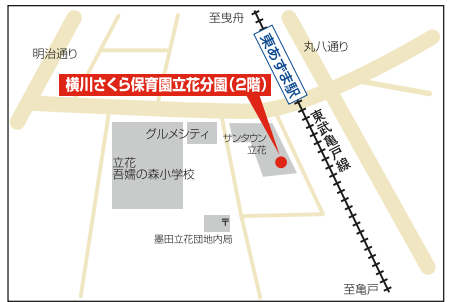 至曳舟
明治通り
東あずま駅
丸八通り
横川さくら保育園立花分園(2階)
グルメシティ
サンタウン
立花
東武亀戸線
立花
吾嬬の森小学校
〒
墨田立花団地内局
至亀戸